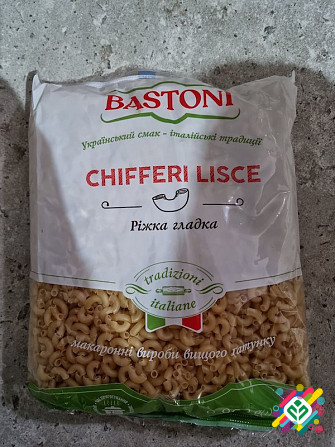 BASTONI
Український смак - італійські традиції
CHIFFERI LISCE
Ріжка гладка
tradizioni
italiane
макаронні вироби вищого ґатунку